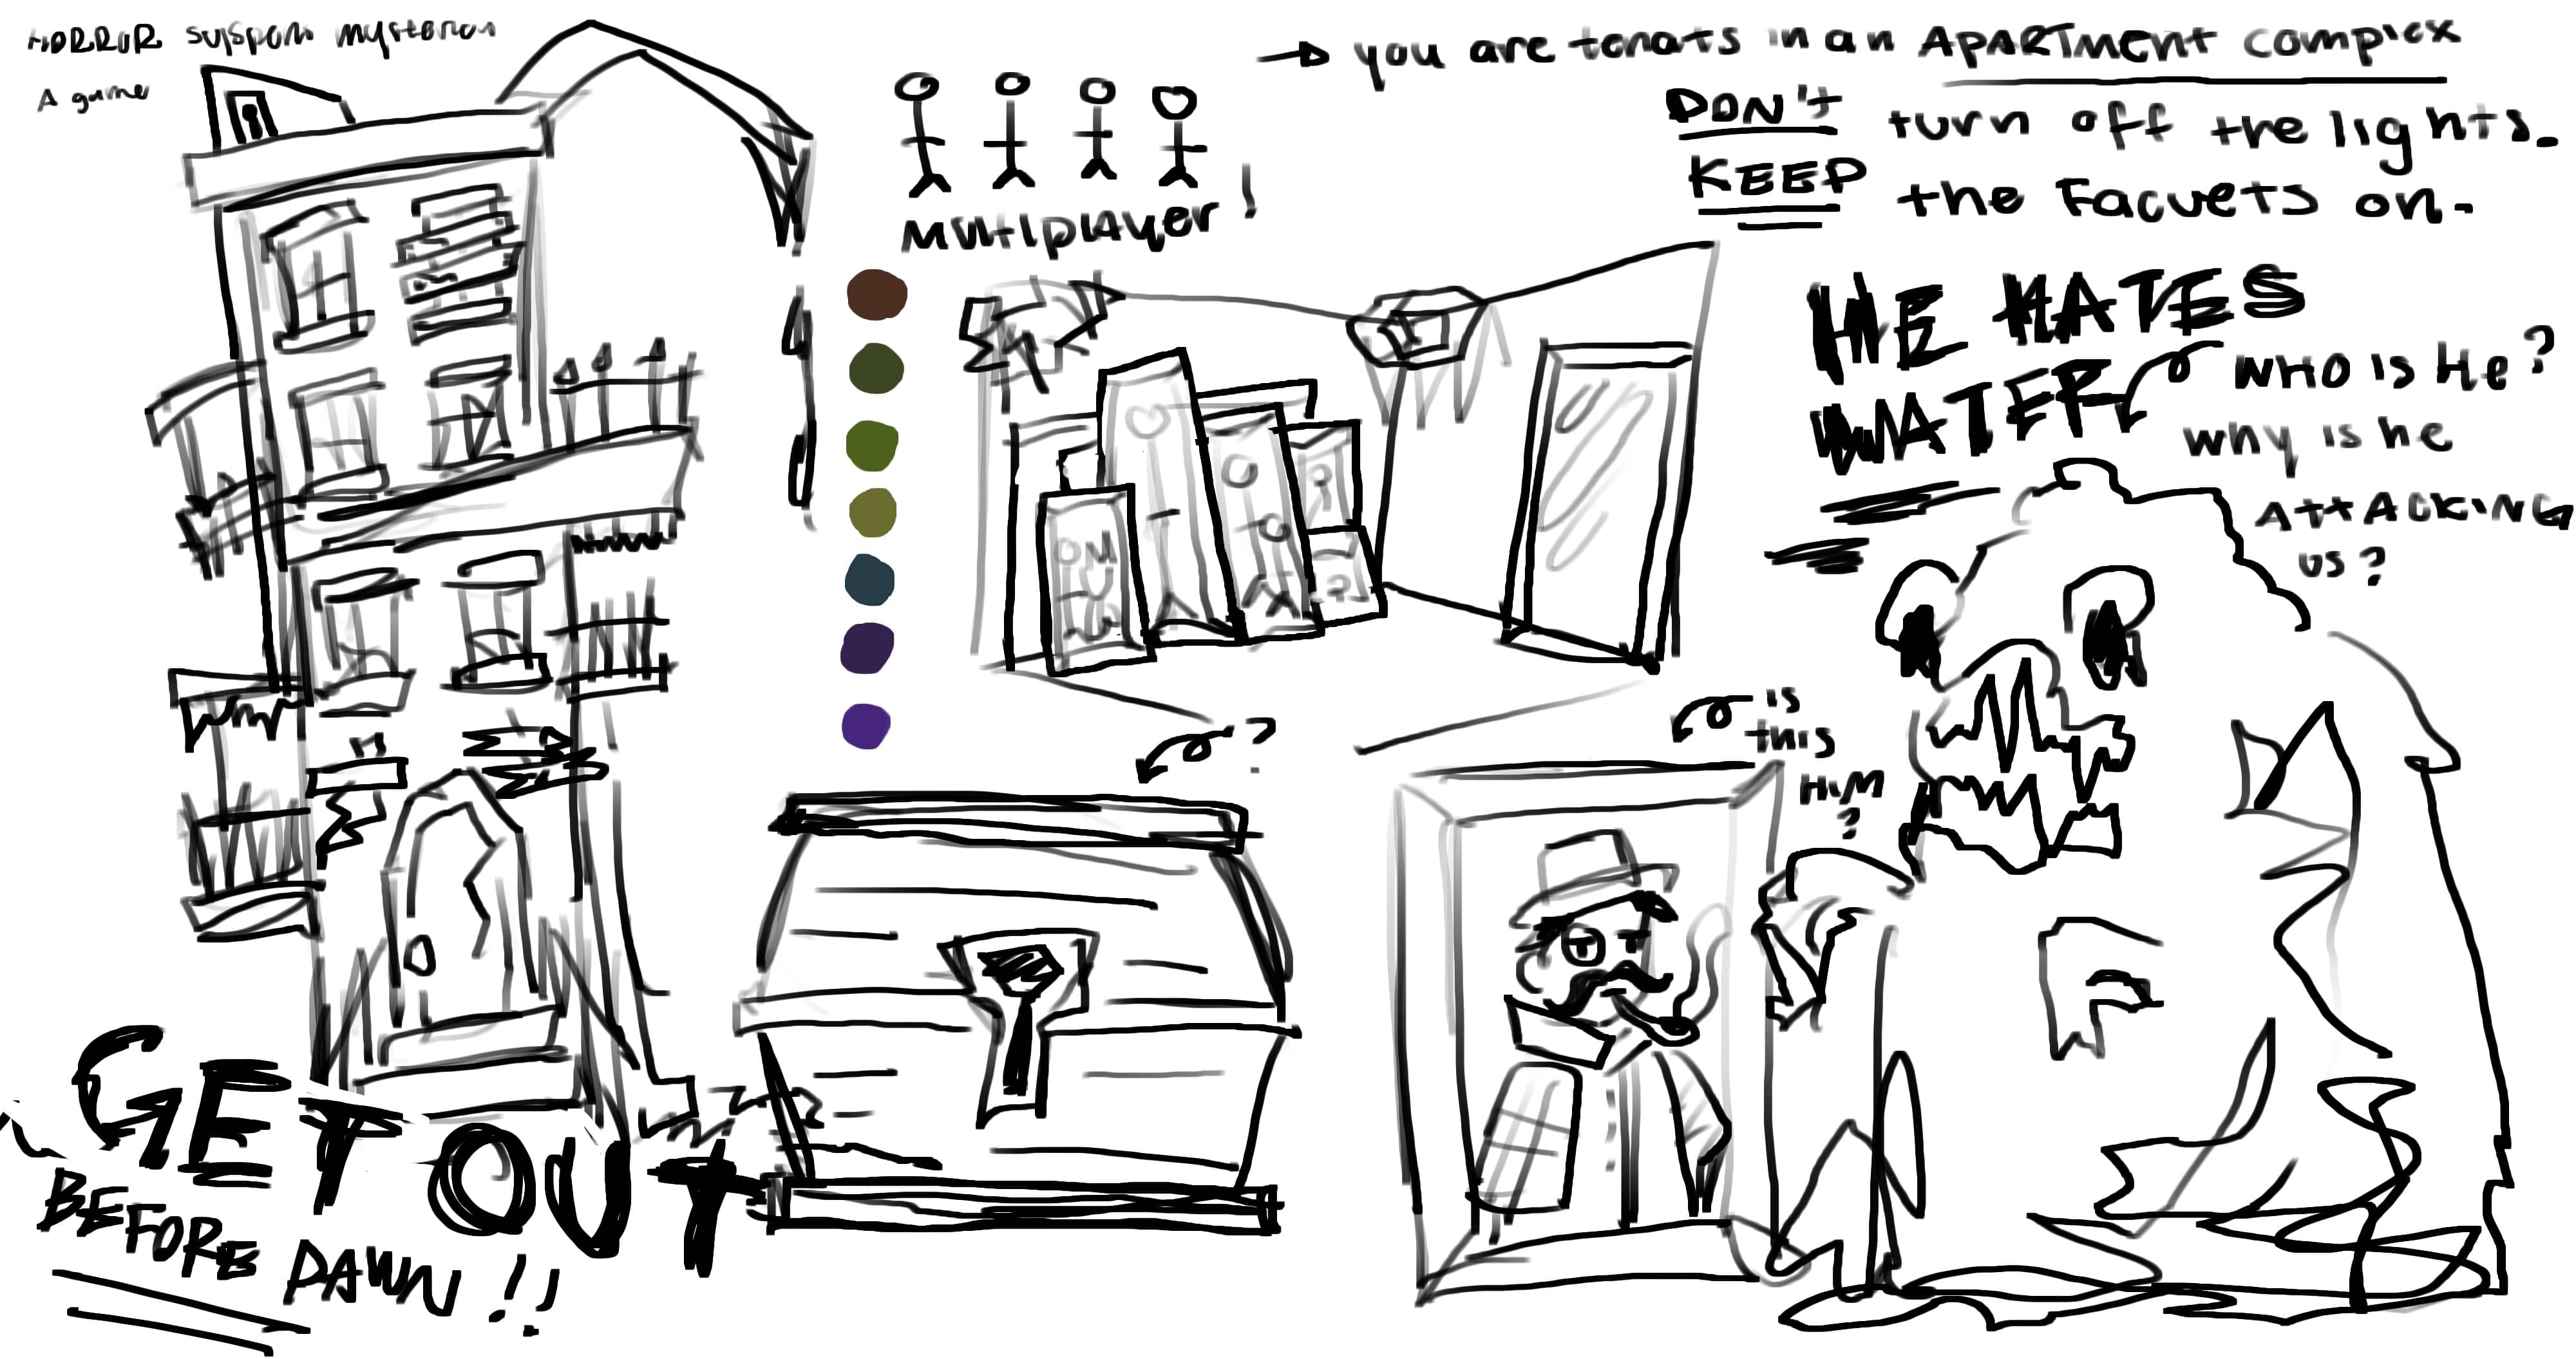 HORROR suspons mysterous
A game
→ you are tenats in an APARTment complex
DON'T turn off the lights.
KEEP the Facuets on.
Multiplayer!
HE HATES
WATER
WHO is He?
why is he
ATTACKING
us?
?
is
this
HIM
?
GET OUT
BEFORE DAWN!!